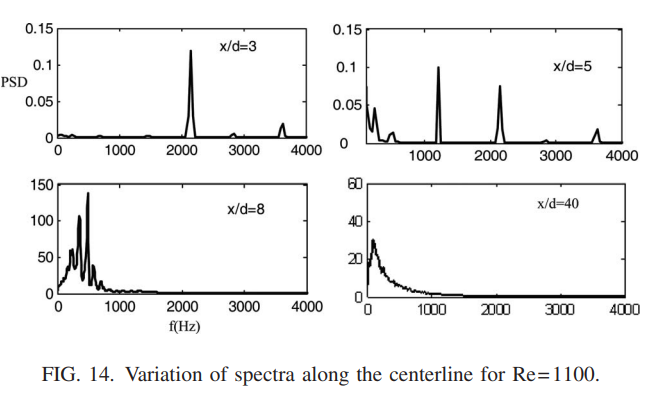 0.15
0.1
PSD
0.05
0
0 1000 2000 3000 4000
x/d=3
0.15
0.1
0.05
0
1000 2000 3000 4000
x/d=5
150
100
50
0
0 1000 2000 3000 4000
f(Hz)
x/d=8
60
40
20
0
0 1000 2000 3000 4000
x/d=40
FIG. 14. Variation of spectra along the centerline for Re=1100.